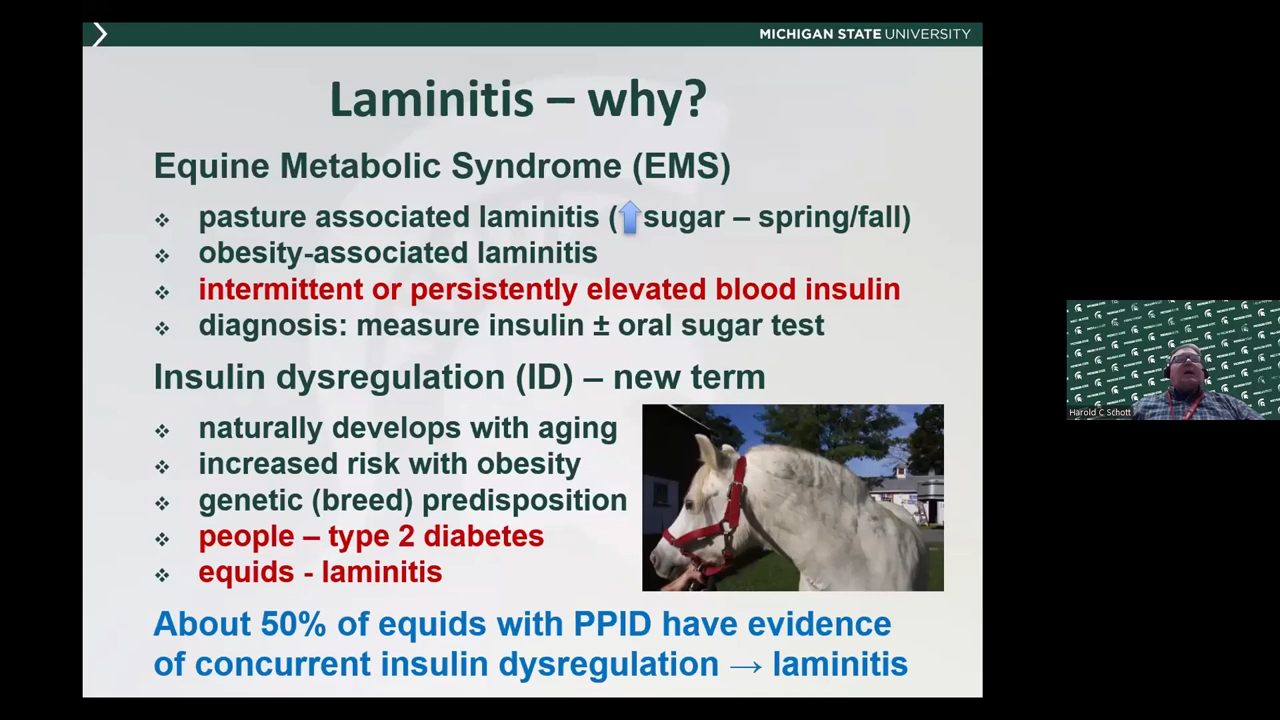 MICHIGAN STATE UNIVERSITY
Laminitis – why?
Equine Metabolic Syndrome (EMS)
❖ pasture associated laminitis (⬆sugar – spring/fall)
❖ obesity-associated laminitis
❖ intermittent or persistently elevated blood insulin
❖ diagnosis: measure insulin ± oral sugar test
Insulin dysregulation (ID) – new term
❖ naturally develops with aging
❖ increased risk with obesity
❖ genetic (breed) predisposition
❖ people – type 2 diabetes
❖ equids - laminitis
About 50% of equids with PPID have evidence
of concurrent insulin dysregulation → laminitis
Harold C Schott